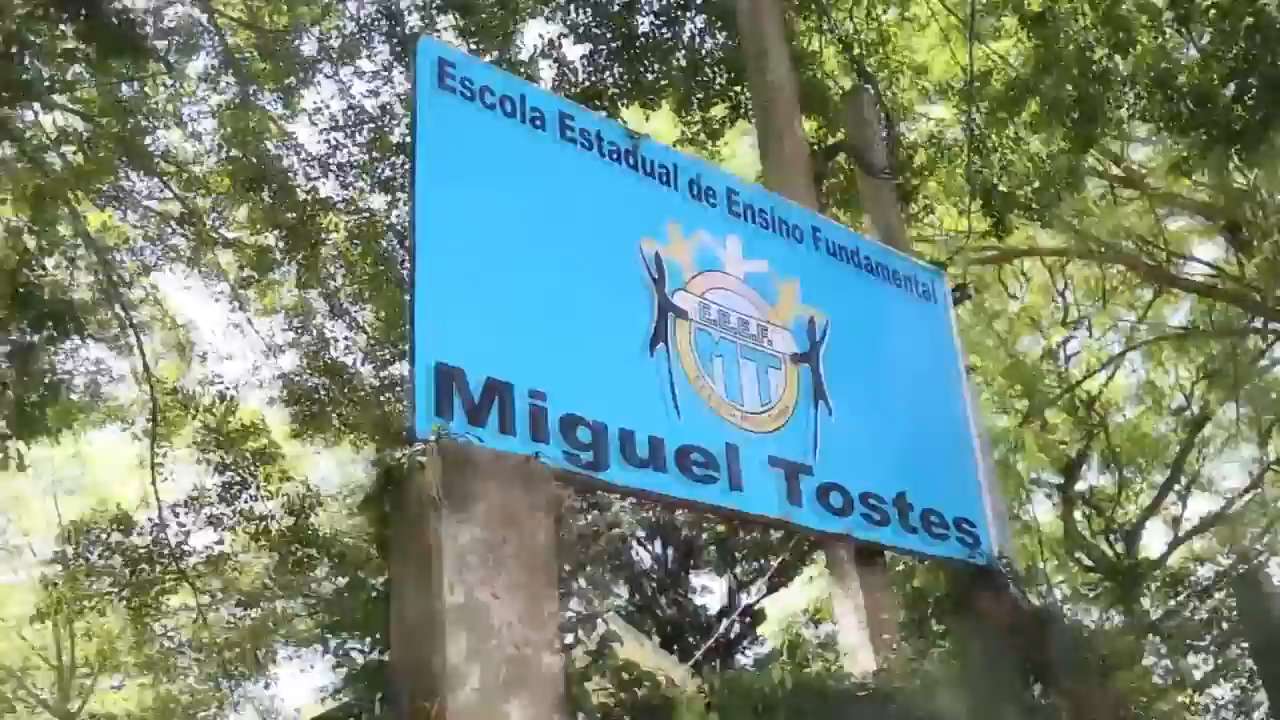 Escola Estadual de Ensino Fundamental
E.E.E.F.
MT
Miguel Tostes